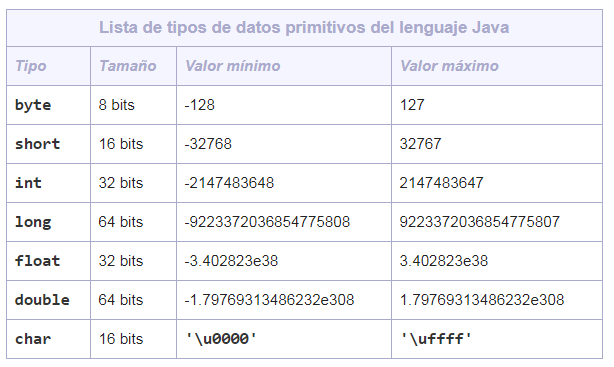 Lista de tipos de datos primitivos del lenguaje Java
Tipo Tamaño Valor mínimo Valor máximo
byte 8 bits -128 127
short 16 bits -32768 32767
int 32 bits -2147483648 2147483647
long 64 bits -9223372036854775808 9223372036854775807
float 32 bits -3.402823e38 3.402823e38
double 64 bits -1.79769313486232e308 1.79769313486232e308
char 16 bits '\u0000' '\uffff'